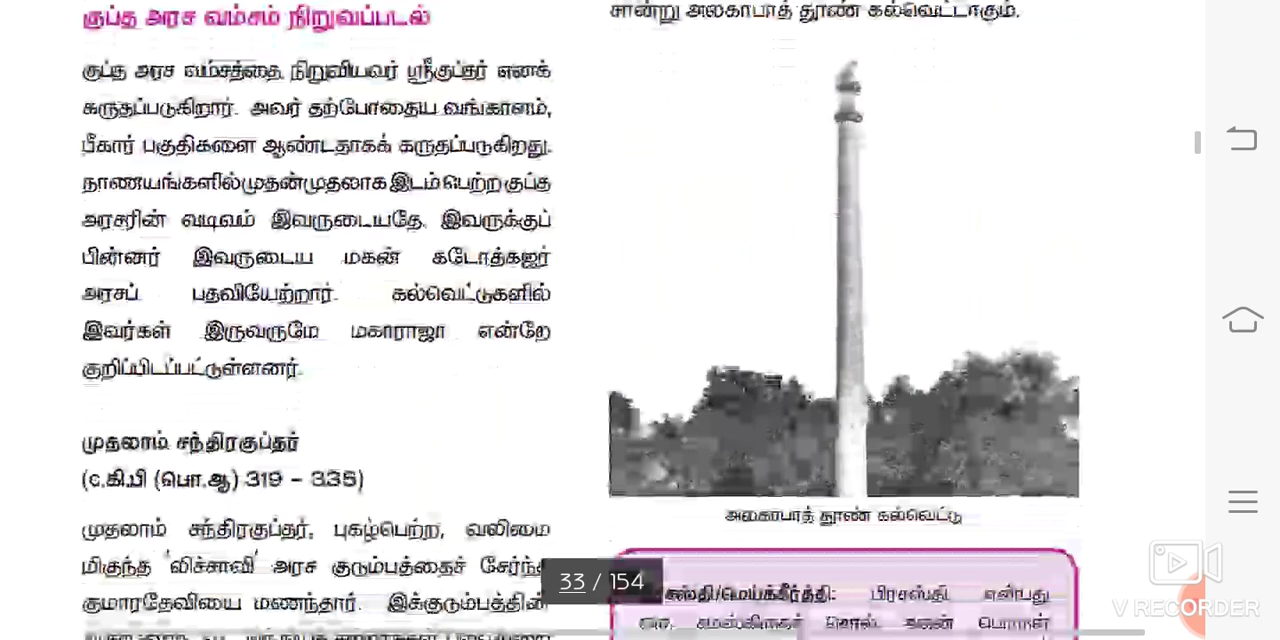 குப்த அரச வம்சம் நிறுவப்படல்
குப்த அரச வம்சத்தை நிறுவியவர் ஸ்ரீகுப்தர் எனக்
கருதப்படுகிறார். அவர் தற்போதைய வங்காளம்,
பீகார் பகுதிகளை ஆண்டதாகக் கருதப்படுகிறது.
நாணயங்களில் முதன்முதலாக இடம் பெற்ற குப்த
அரசரின் வடிவம் இவருடையதே. இவருக்குப்
பின்னர் இவருடைய மகன் கடோத்கஜர்
அரசப் பதவியேற்றார். கல்வெட்டுகளில்
இவர்கள் இருவருமே மகாராஜா என்றே
குறிப்பிடப்பட்டுள்ளனர்.
முதலாம் சந்திரகுப்தர்
(c.கி.பி (பொ.ஆ) 319 – 335)
முதலாம் சந்திரகுப்தர், புகழ்பெற்ற, வலிமை
மிகுந்த 'லிச்சாவி' அரச குடும்பத்தைச் சேர்ந்த
குமாரதேவியை மணந்தார். இக்குடும்பத்தின்
சான்று அலகாபாத் தூண் கல்வெட்டாகும்.
அலகாபாத் தூண் கல்வெட்டு
33 / 154
பிரசஸ்தி என்பது
பொருள்
V RECORDER